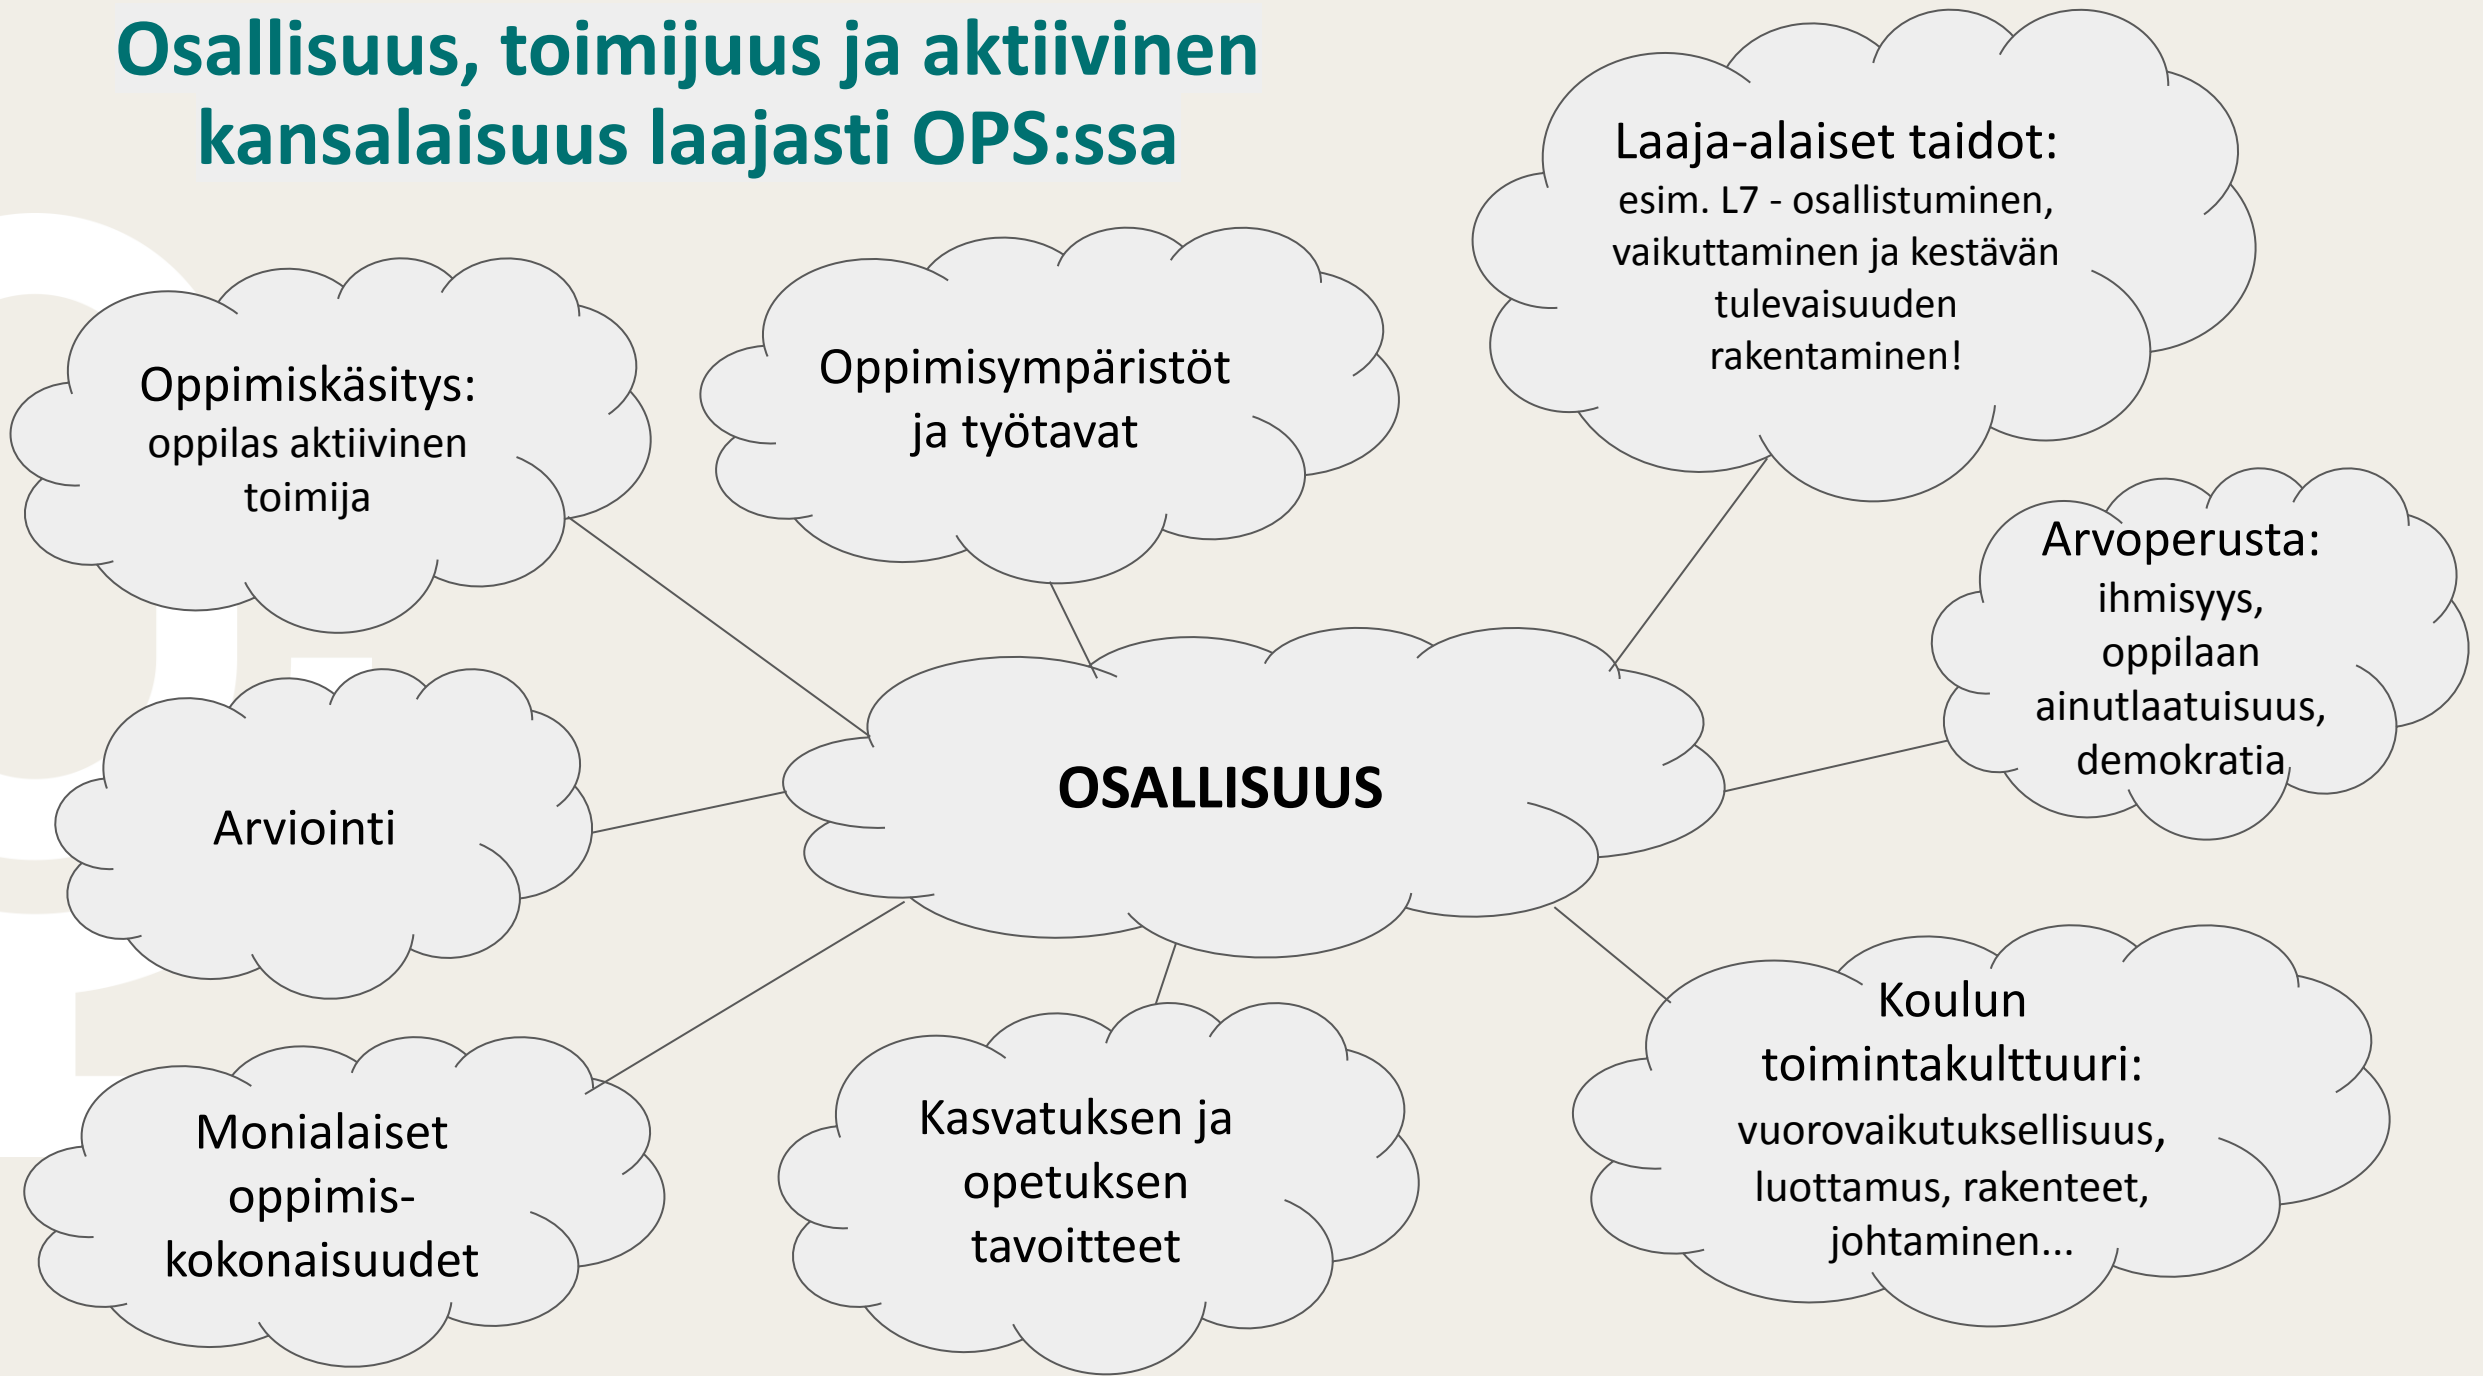 Osallisuus, toimijuus ja aktiivinen
kansalaisuus laajasti OPS:ssa
Laaja-alaiset taidot:
esim. L7 - osallistuminen,
vaikuttaminen ja kestävän
tulevaisuuden
rakentaminen!
Oppimiskäsitys:
oppilas aktiivinen
toimija
Oppimisympäristöt
ja työtavat
Arvoperusta:
ihmisyys,
oppilaan
ainutlaatuisuus,
demokratia
OSALLISUUS
Arviointi
Koulun
toimintakulttuuri:
vuorovaikutuksellisuus,
luottamus, rakenteet,
johtaminen...
Monialaiset
oppimis-
kokonaisuudet
Kasvatuksen ja
opetuksen
tavoitteet